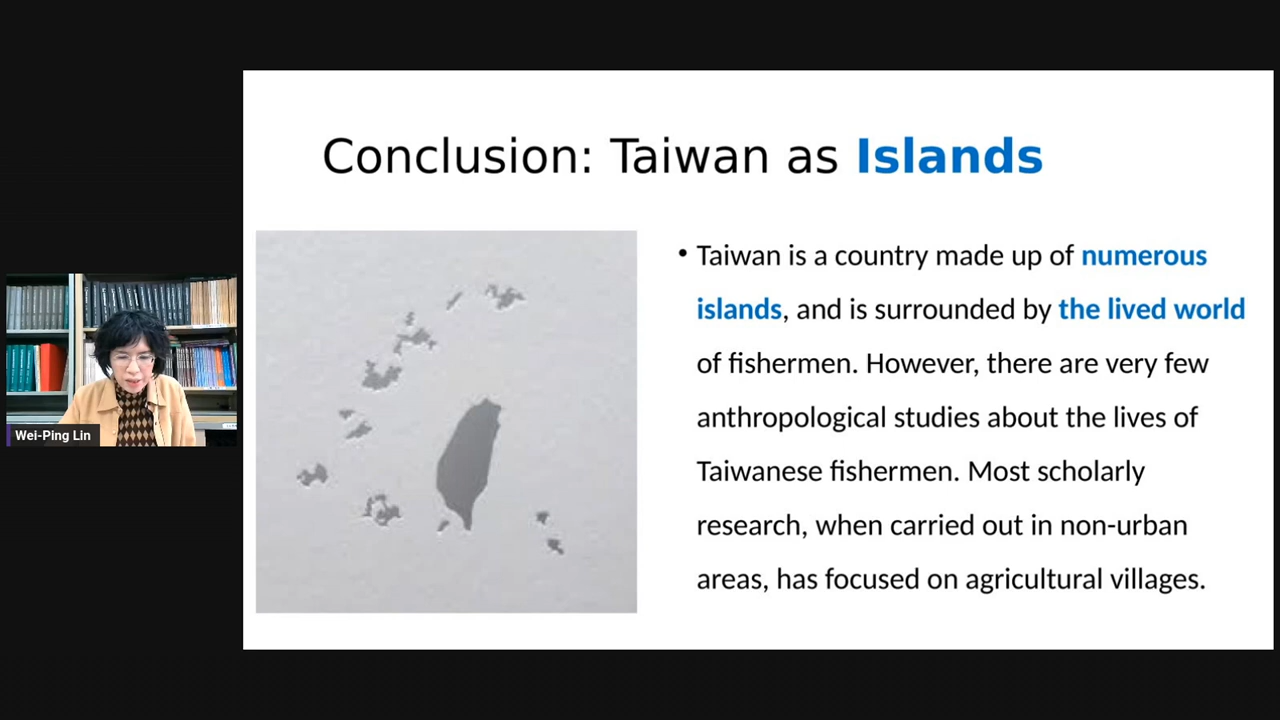 Conclusion: Taiwan as Islands
• Taiwan is a country made up of numerous
islands, and is surrounded by the lived world
of fishermen. However, there are very few
anthropological studies about the lives of
Taiwanese fishermen. Most scholarly
research, when carried out in non-urban
areas, has focused on agricultural villages.
Wei-Ping Lin